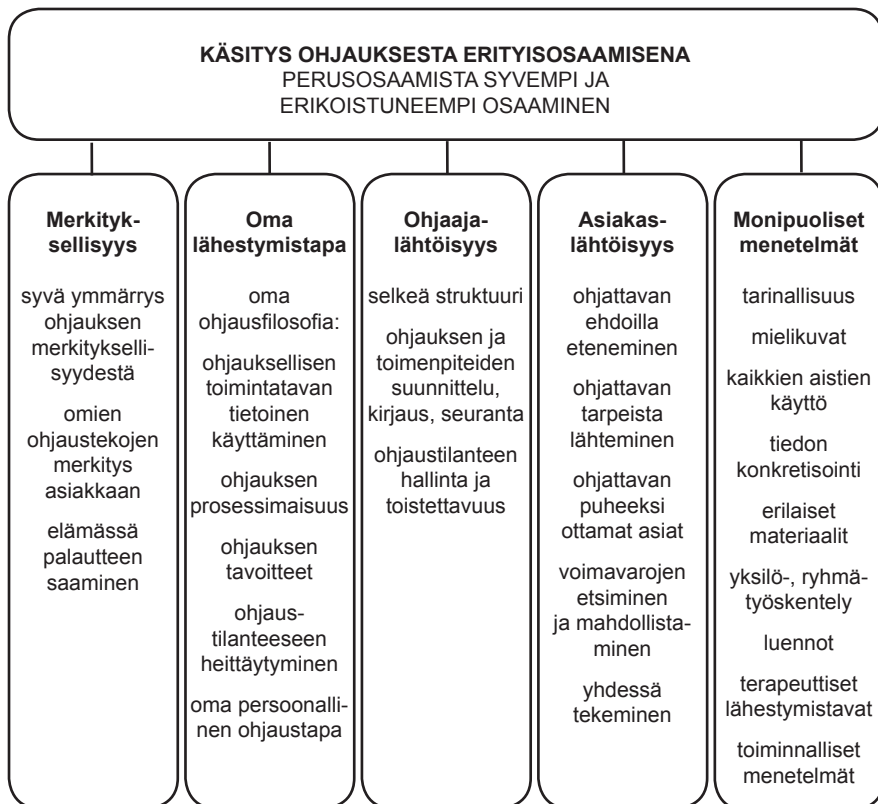 KÄSITYS OHJAUKSESTA ERITYISOSAAMISENA
PERUSOSAAMISTA SYVEMPI JA
ERIKOISTUNEEMPI OSAAMINEN
Merkityk-
sellisyys
syvä ymmärrys
ohjauksen
merkitykselli-
syydestä
omien
ohjaustekojen
merkitys
asiakkaan
elämässä
palautteen
saaminen
Oma
lähestymistapa
oma
ohjausfilosofia:
ohjauksellisen
toimintatavan
tietoinen
käyttäminen
ohjauksen
prosessimaisuus
ohjauksen
tavoitteet
ohjaus-
tilanteeseen
heittäytyminen
oma persoonalli-
nen ohjaustapa
Ohjaaja-
lähtöisyys
selkeä struktuuri
ohjauksen ja
toimenpiteiden
suunnittelu,
kirjaus, seuranta
ohjaustilanteen
hallinta ja
toistettavuus
Asiakas-
lähtöisyys
ohjattavan
ehdoilla
eteneminen
ohjattavan
tarpeista
lähteminen
ohjattavan
puheeksi
ottamat asiat
voimavarojen
etsiminen
ja mahdollista-
minen
yhdessä
tekeminen
Monipuoliset
menetelmät
tarinallisuus
mielikuvat
kaikkien aistien
käyttö
tiedon
konkretisointi
erilaiset
materiaalit
yksilö-, ryhmä-
työskentely
luennot
terapeuttiset
lähestymistavat
toiminnalliset
menetelmät